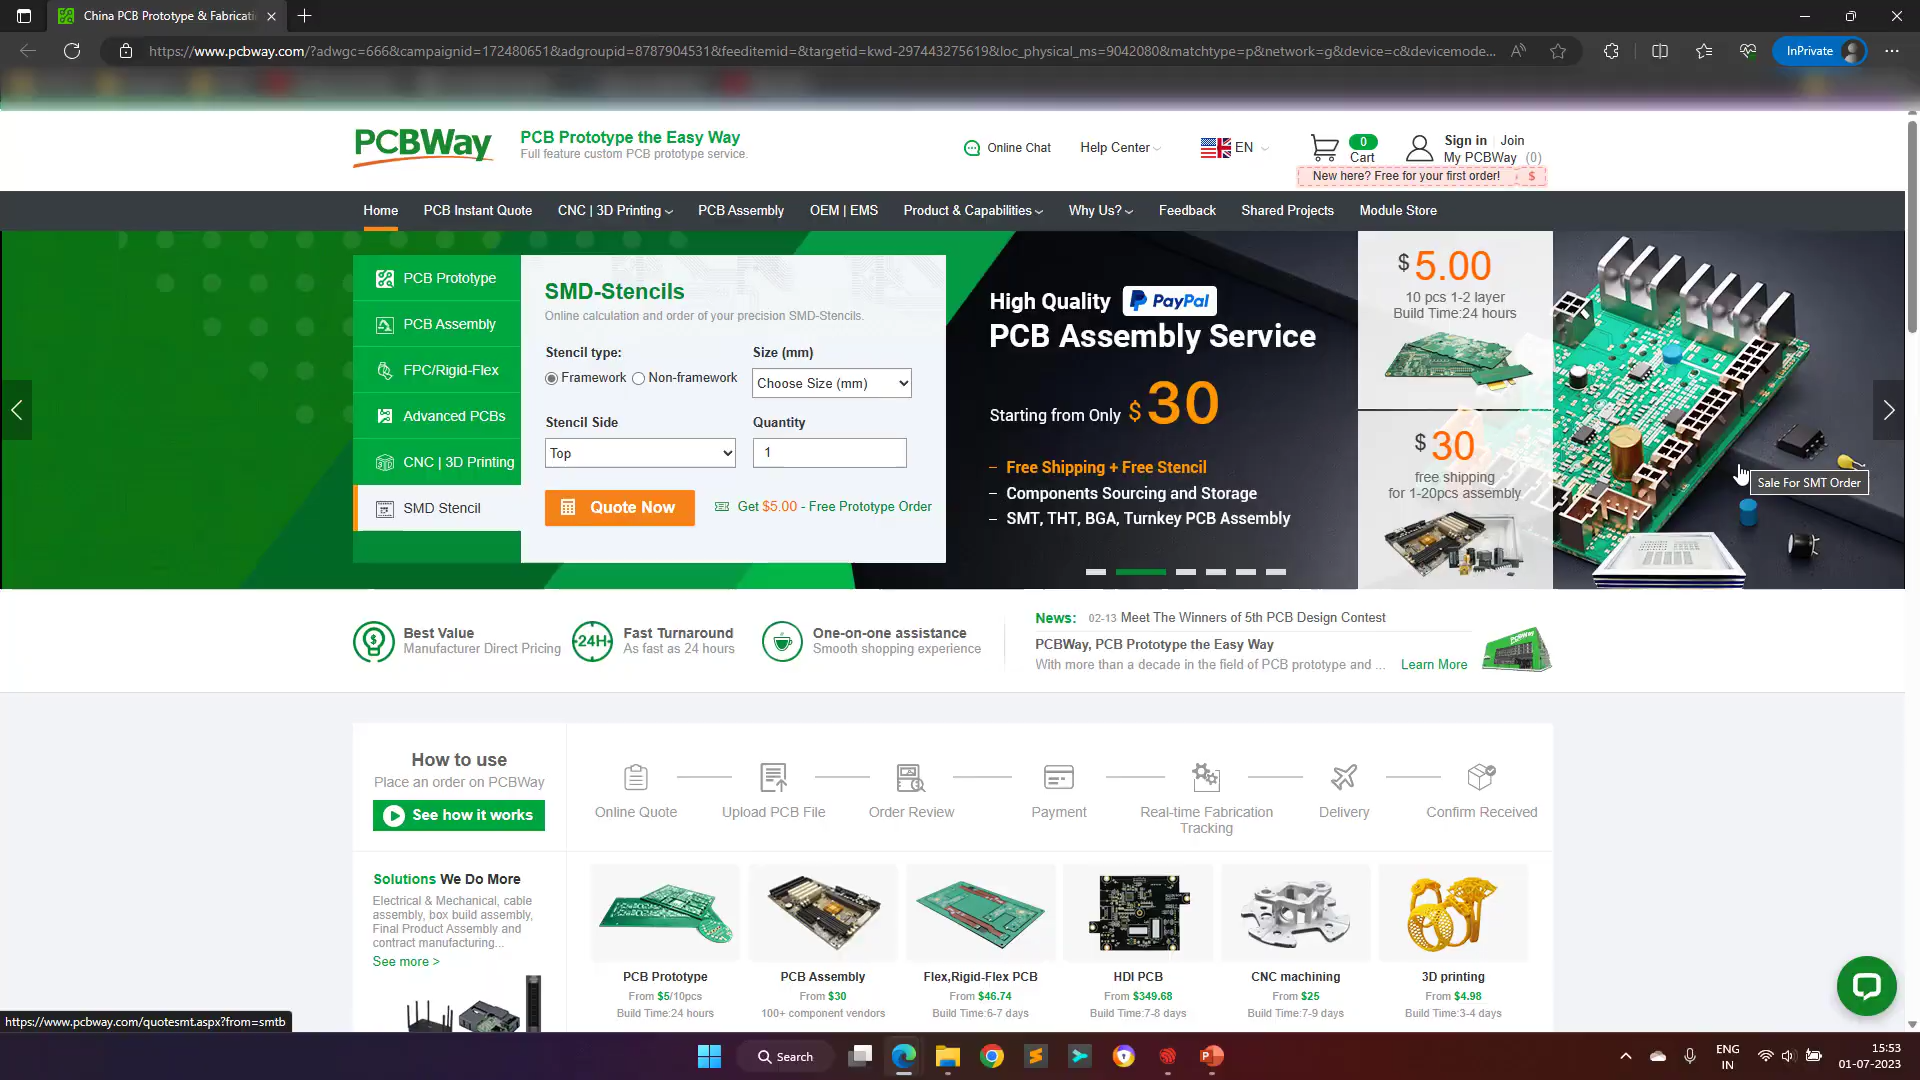 China PCB Prototype & Fabricati
https://www.pcbway.com/?adwgc=666&campaignid=172480651&adgroupid=8787904531&feeditemid=&targetid=kwd-297443275619&loc_physical_ms=9042080&matchtype=p&network=g&device=c&devicemode...
InPrivate
PCBWay
PCB Prototype the Easy Way
Full feature custom PCB prototype service.
Online Chat
Help Center
EN
0
Cart
Sign in
Join
My PCBWay (0)
New here? Free for your first order! $
Home
PCB Instant Quote
CNC | 3D Printing
PCB Assembly
OEM | EMS
Product & Capabilities
Why Us?
Feedback
Shared Projects
Module Store
PCB Prototype
PCB Assembly
FPC/Rigid-Flex
Advanced PCBs
CNC | 3D Printing
SMD Stencil
SMD-Stencils
Online calculation and order of your precision SMD-Stencils.
Stencil type:
Framework
Non-framework
Size (mm)
Choose Size (mm)
Stencil Side
Top
Quantity
1
Quote Now
Get $5.00 - Free Prototype Order
High Quality PayPal
PCB Assembly Service
Starting from Only $30
– Free Shipping + Free Stencil
– Components Sourcing and Storage
– SMT, THT, BGA, Turnkey PCB Assembly
$5.00
10 pcs 1-2 layer
Build Time:24 hours
$30
free shipping
for 1-20pcs assembly
Sale For SMT Order
Best Value
Manufacturer Direct Pricing
24H
Fast Turnaround
As fast as 24 hours
One-on-one assistance
Smooth shopping experience
News: 02-13 Meet The Winners of 5th PCB Design Contest
PCBWay, PCB Prototype the Easy Way
With more than a decade in the field of PCB prototype and ... Learn More
PCBWay
How to use
Place an order on PCBWay
See how it works
Online Quote
Upload PCB File
Order Review
Payment
Real-time Fabrication
Tracking
Delivery
Confirm Received
Solutions We Do More
Electrical & Mechanical, cable
assembly, box build assembly,
Final Product Assembly and
contract manufacturing...
See more >
PCB Prototype
From $5/10pcs
Build Time:24 hours
PCB Assembly
From $30
100+ component vendors
Flex,Rigid-Flex PCB
From $46.74
Build Time:6-7 days
HDI PCB
From $349.68
Build Time:7-8 days
CNC machining
From $25
Build Time:7-9 days
3D printing
From $4.98
Build Time:3-4 days
https://www.pcbway.com/quotesmt.aspx?from=smtb
Search
ENG
IN
15:53
01-07-2023